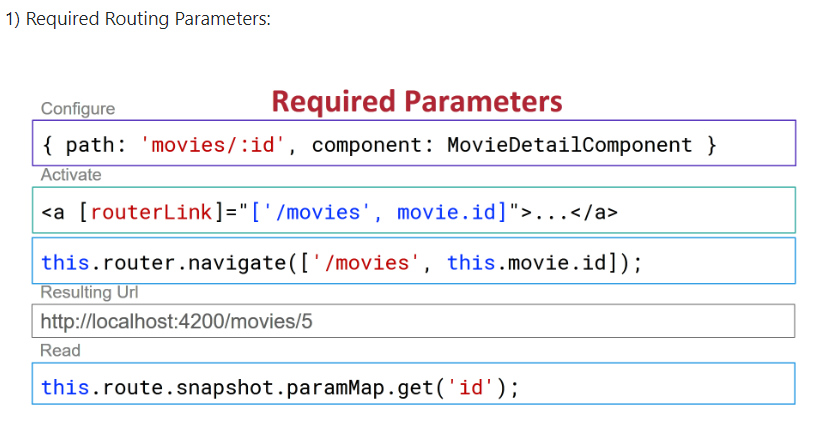 1) Required Routing Parameters:
Required Parameters
Configure
{ path: 'movies/:id', component: MovieDetailComponent }
Activate
<a [routerLink]="['/movies', movie.id]">...</a>
this.router.navigate(['/movies', this.movie.id]);
Resulting Url
http://localhost:4200/movies/5
Read
this.route.snapshot.paramMap.get('id');